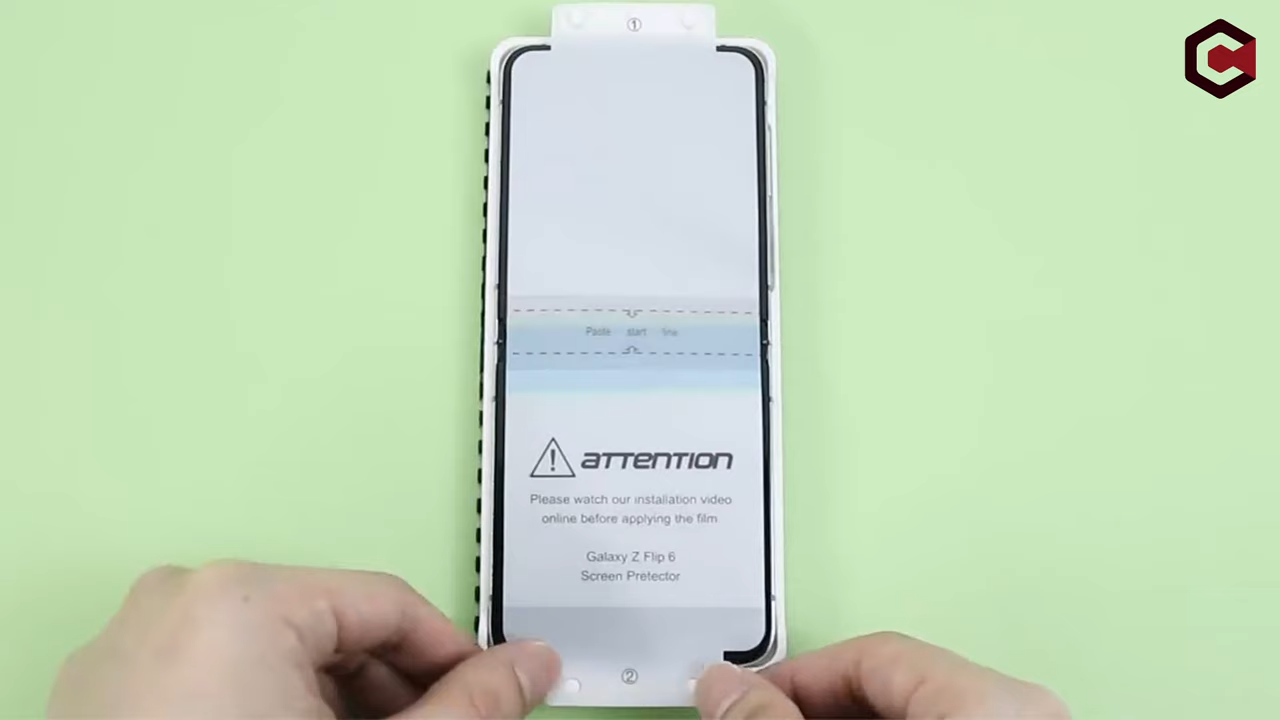 ①
Paste start line
ATTENTION
Please watch our installation video
online before applying the film
Galaxy Z Flip 6
Screen Pretector
②